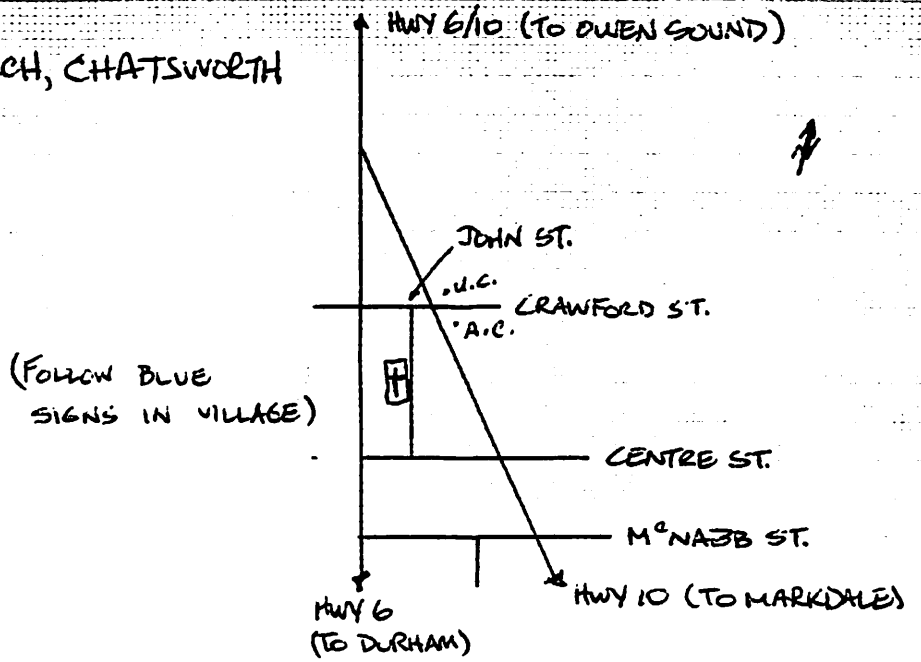 HWY 6/10 (TO OWEN SOUND)
CH, CHATSWORTH
JOHN ST.
.U.C.
CRAWFORD ST.
.A.C.
(FOLLOW BLUE
SIGNS IN VILLAGE)
CENTRE ST.
McNABB ST.
HWY 10 (TO MARKDALE)
HWY 6
(TO DURHAM)